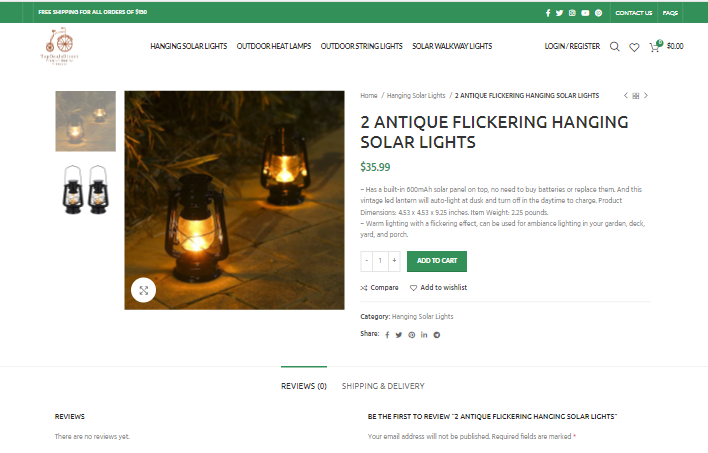 FREE SHIPPING FOR ALL ORDERS OF $150
CONTACT US
FAQS
HANGING SOLAR LIGHTS
OUTDOOR HEAT LAMPS
OUTDOOR STRING LIGHTS
SOLAR WALKWAY LIGHTS
LOGIN / REGISTER
0
$0.00
Home / Hanging Solar Lights / 2 ANTIQUE FLICKERING HANGING SOLAR LIGHTS
2 ANTIQUE FLICKERING HANGING
SOLAR LIGHTS
$35.99
– Has a built-in 600mAh solar panel on top, no need to buy batteries or replace them. And this
vintage led lantern will auto-light at dusk and turn off in the daytime to charge. Product
Dimensions: 4.53 x 4.53 x 9.25 inches. Item Weight: 2.25 pounds.
– Warm lighting with a flickering effect, can be used for ambiance lighting in your garden, deck,
yard, and porch.
- 1 +
ADD TO CART
Compare
Add to wishlist
Category: Hanging Solar Lights
Share:
REVIEWS (0)
SHIPPING & DELIVERY
REVIEWS
There are no reviews yet.
BE THE FIRST TO REVIEW "2 ANTIQUE FLICKERING HANGING SOLAR LIGHTS"
Your email address will not be published. Required fields are marked *